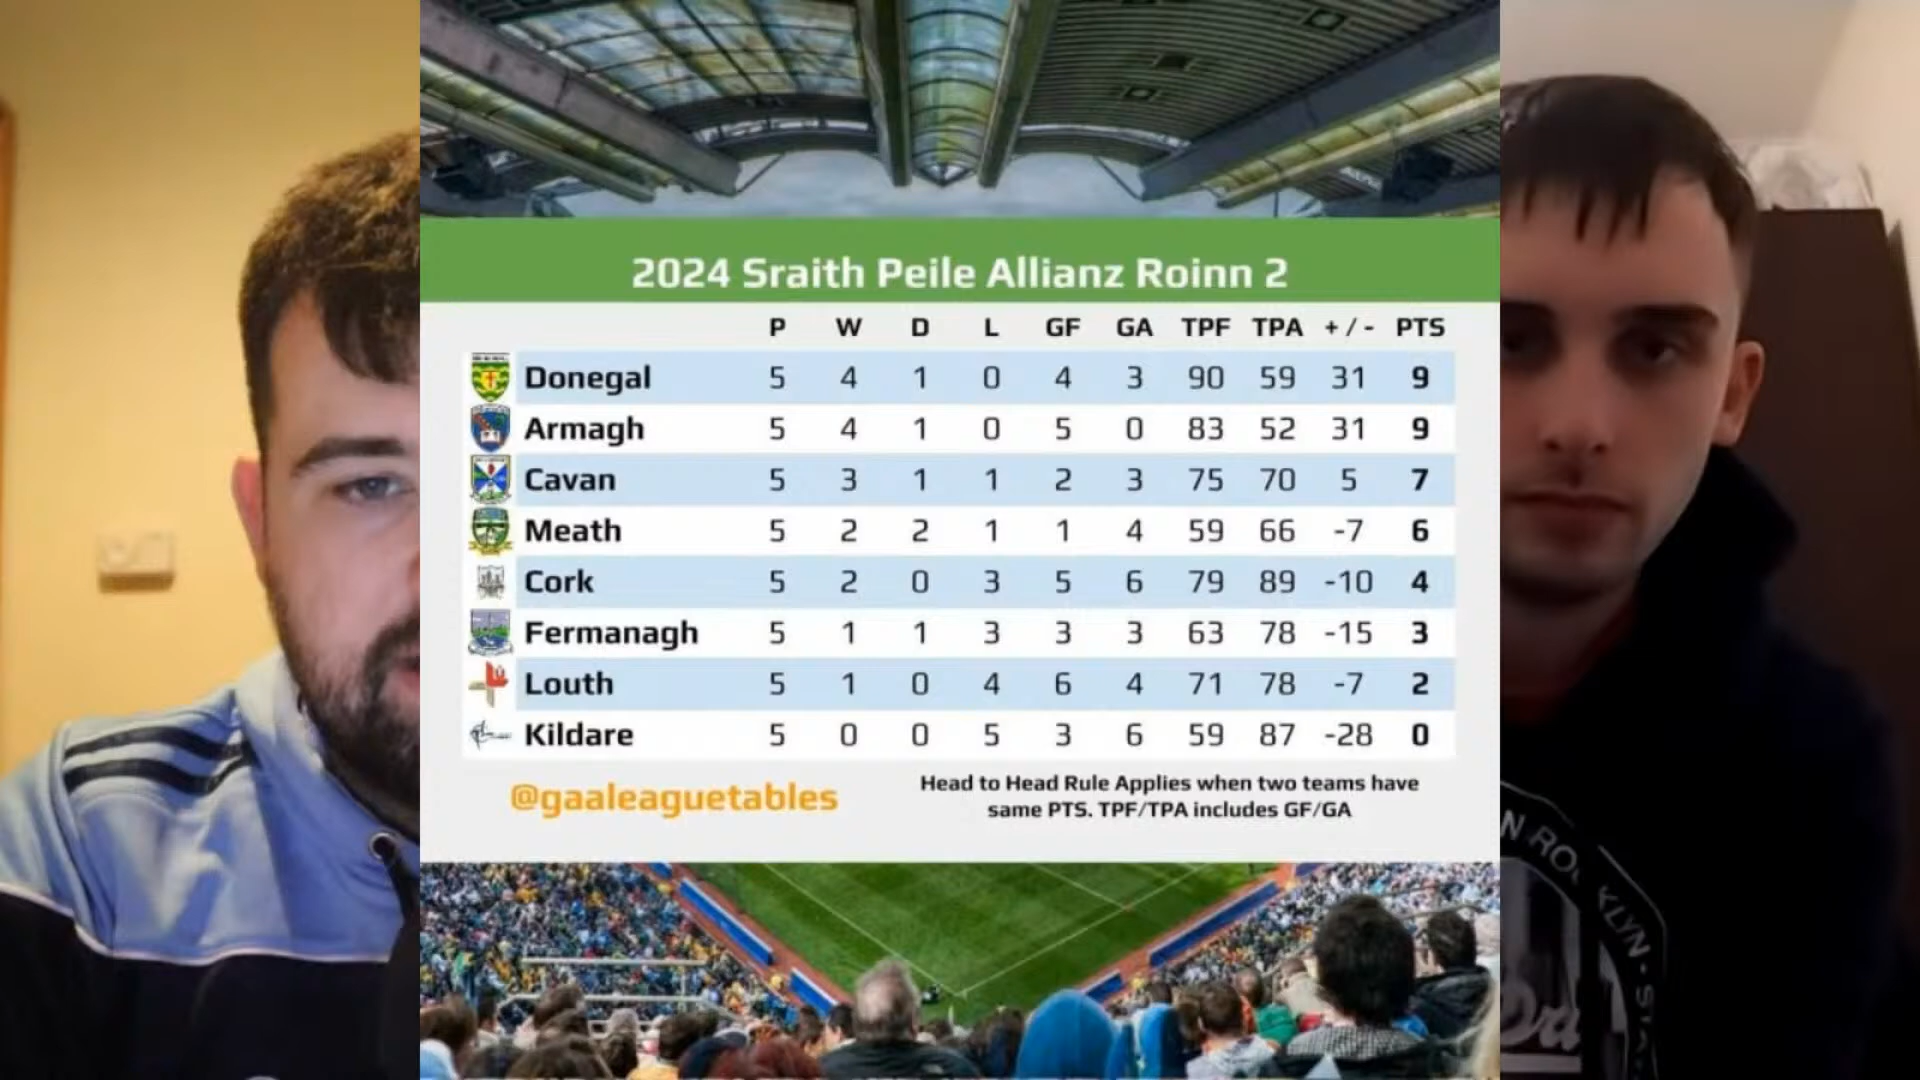 2024 Sraith Peile Allianz Roinn 2
P W D L GF GA TPF TPA +/- PTS
Donegal 5 4 1 0 4 3 90 59 31 9
Armagh 5 4 1 0 5 0 83 52 31 9
Cavan 5 3 1 1 2 3 75 70 5 7
Meath 5 2 2 1 1 4 59 66 -7 6
Cork 5 2 0 3 5 6 79 89 -10 4
Fermanagh 5 1 1 3 3 3 63 78 -15 3
Louth 5 1 0 4 6 4 71 78 -7 2
Kildare 5 0 0 5 3 6 59 87 -28 0
@gaaleaguetables
Head to Head Rule Applies when two teams have
same PTS. TPF/TPA includes GF/GA